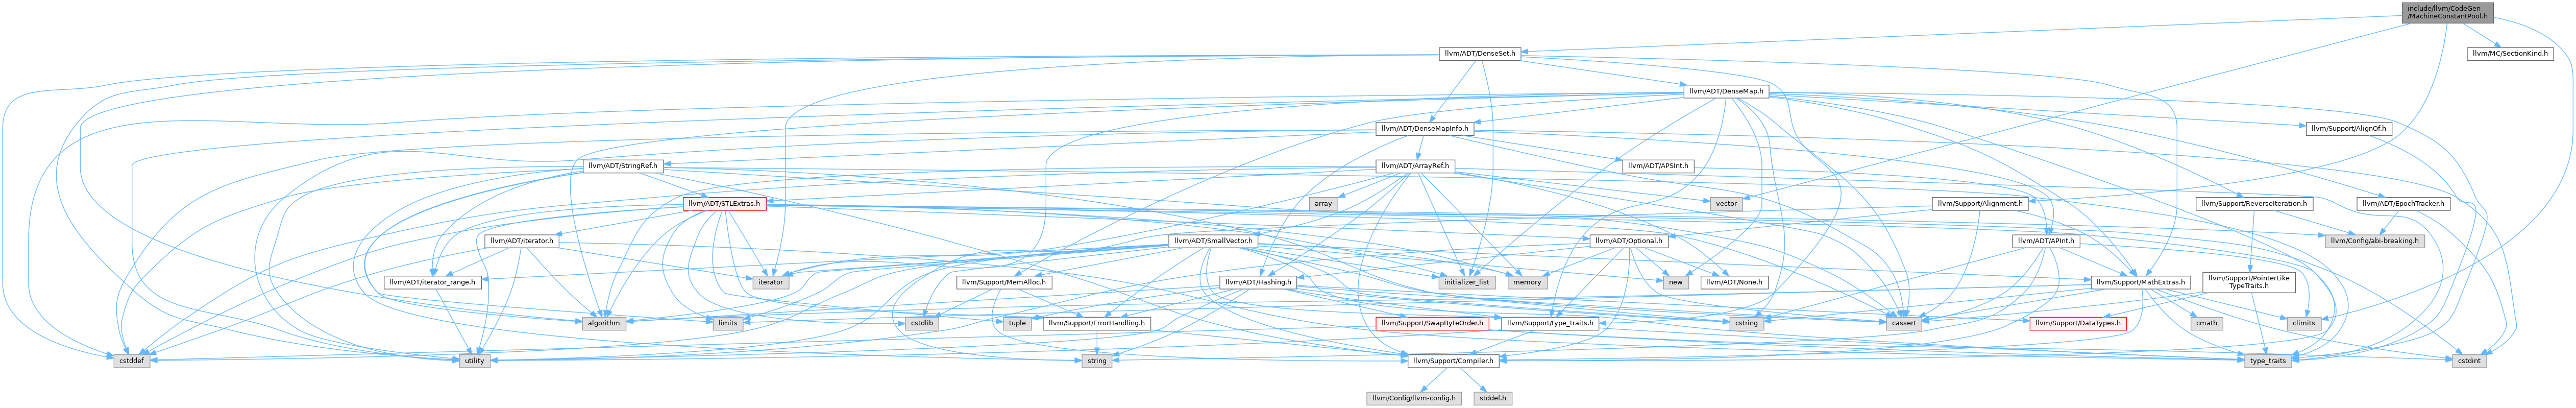 include/llvm/CodeGen
/MachineConstantPool.h
llvm/ADT/DenseSet.h
llvm/MC/SectionKind.h
llvm/ADT/DenseMap.h
llvm/ADT/DenseMapInfo.h
llvm/Support/AlignOf.h
llvm/ADT/StringRef.h
llvm/ADT/ArrayRef.h
llvm/ADT/APSInt.h
llvm/ADT/STLExtras.h
array
vector
llvm/Support/Alignment.h
llvm/Support/ReverseIteration.h
llvm/ADT/EpochTracker.h
llvm/ADT/iterator.h
llvm/ADT/SmallVector.h
llvm/ADT/Optional.h
llvm/ADT/APInt.h
llvm/Config/abi-breaking.h
llvm/ADT/iterator_range.h
iterator
llvm/Support/MemAlloc.h
llvm/ADT/Hashing.h
initializer_list
memory
new
llvm/ADT/None.h
llvm/Support/MathExtras.h
llvm/Support/PointerLike
TypeTraits.h
algorithm
limits
cstdlib
tuple
llvm/Support/ErrorHandling.h
llvm/Support/SwapByteOrder.h
llvm/Support/type_traits.h
cstring
cassert
llvm/Support/DataTypes.h
cmath
climits
cstddef
utility
string
llvm/Support/Compiler.h
type_traits
cstdint
llvm/Config/llvm-config.h
stddef.h